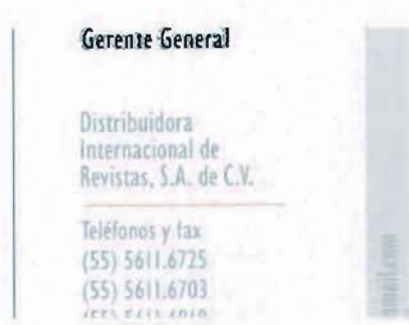 Gerente General
Distribuidora
Internacional de
Revistas, S.A. de C.V.
Teléfonos y fax
(55) 5611.6725
(55) 5611.6703